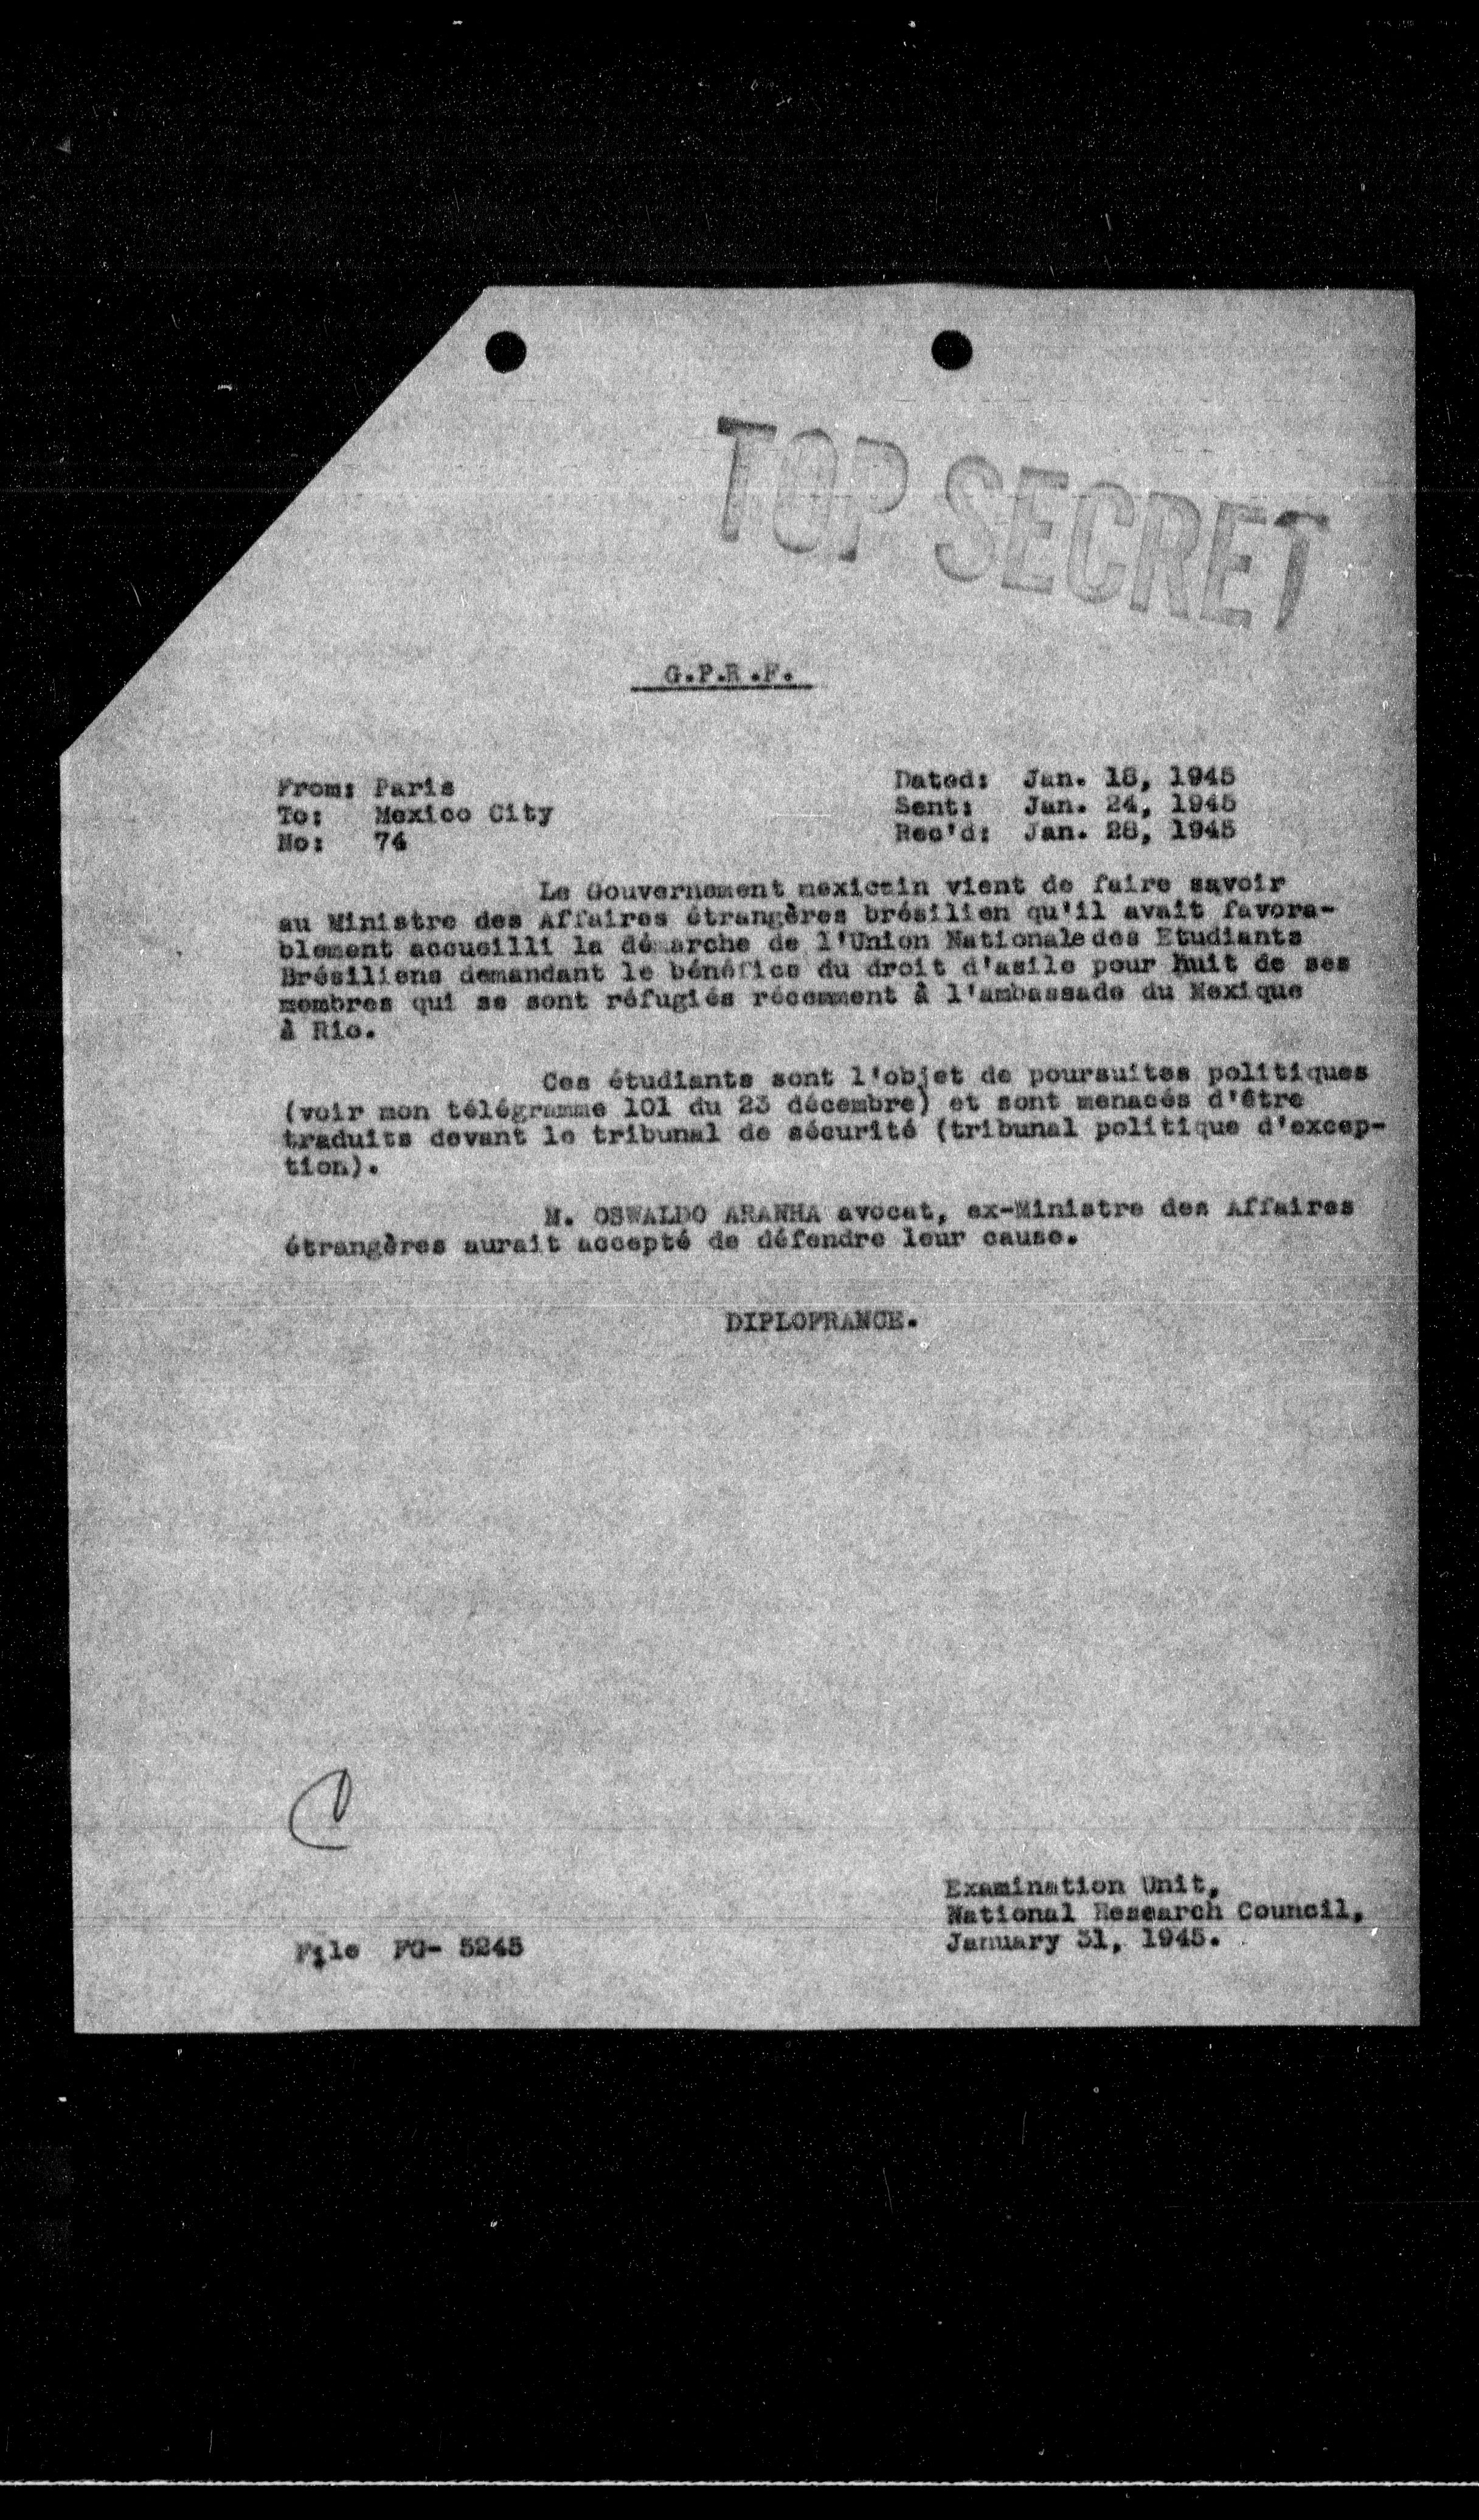 TOP SECRET
G.P.R.F.
From: Paris
To: Mexico City
No: 74
Dated: Jan. 18, 1945
Sent: Jan. 24, 1945
Rec'd: Jan. 28, 1945
Le Gouvernement mexicain vient de faire savoir
au Ministre des Affaires étrangères brésilien qu'il avait favora-
blement accueilli la démarche de l'Union Nationale des Etudiants
Brésiliens demandant le bénéfice du droit d'asile pour huit de ses
membres qui se sont réfugiés récemment à l'ambassade du Mexique
à Rio.
Ces étudiants sont l'objet de poursuites politiques
(voir mon télégramme 101 du 23 décembre) et sont menacés d'être
traduits devant le tribunal de sécurité (tribunal politique d'excep-
tion).
M. OSWALDO ARANHA avocat, ex-Ministre des Affaires
étrangères aurait accepté de défendre leur cause.
DIPLOFRANCE.
Examination Unit,
National Research Council,
January 31, 1945.
File FG- 5245